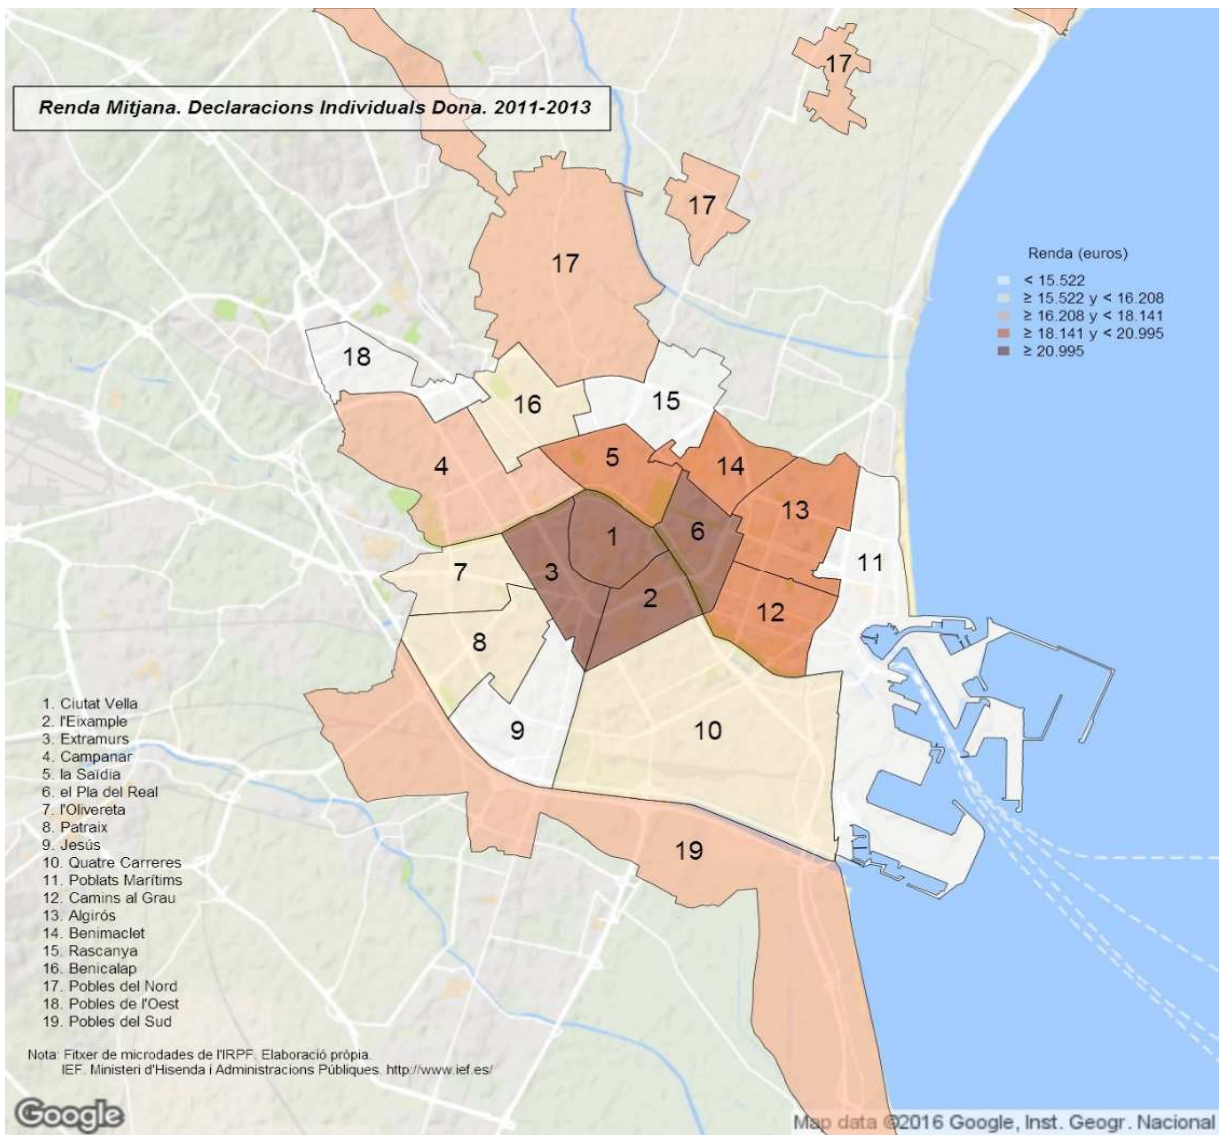 Renda Mitjana. Declaracions Individuals Dona. 2011-2013
17
17
17
Renda (euros)
< 15.522
≥ 15.522 y < 16.208
≥ 16.208 y < 18.141
≥ 18.141 y < 20.995
≥ 20.995
18
16
15
4
5
14
13
1
6
3
11
7
2
12
8
9
10
19
1. Ciutat Vella
2. l'Eixample
3. Extramurs
4. Campanar
5. la Saïdia
6. el Pla del Real
7. l'Olivereta
8. Patraix
9. Jesús
10. Quatre Carreres
11. Poblats Marítims
12. Camins al Grau
13. Algirós
14. Benimaclet
15. Rascanya
16. Benicalap
17. Pobles del Nord
18. Pobles de l'Oest
19. Pobles del Sud
Nota: Fitxer de microdades de l'IRPF. Elaboració pròpia.
IEF. Ministeri d'Hisenda i Administracions Públiques. http://www.ief.es/
Google
Map data ©2016 Google, Inst. Geogr. Nacional